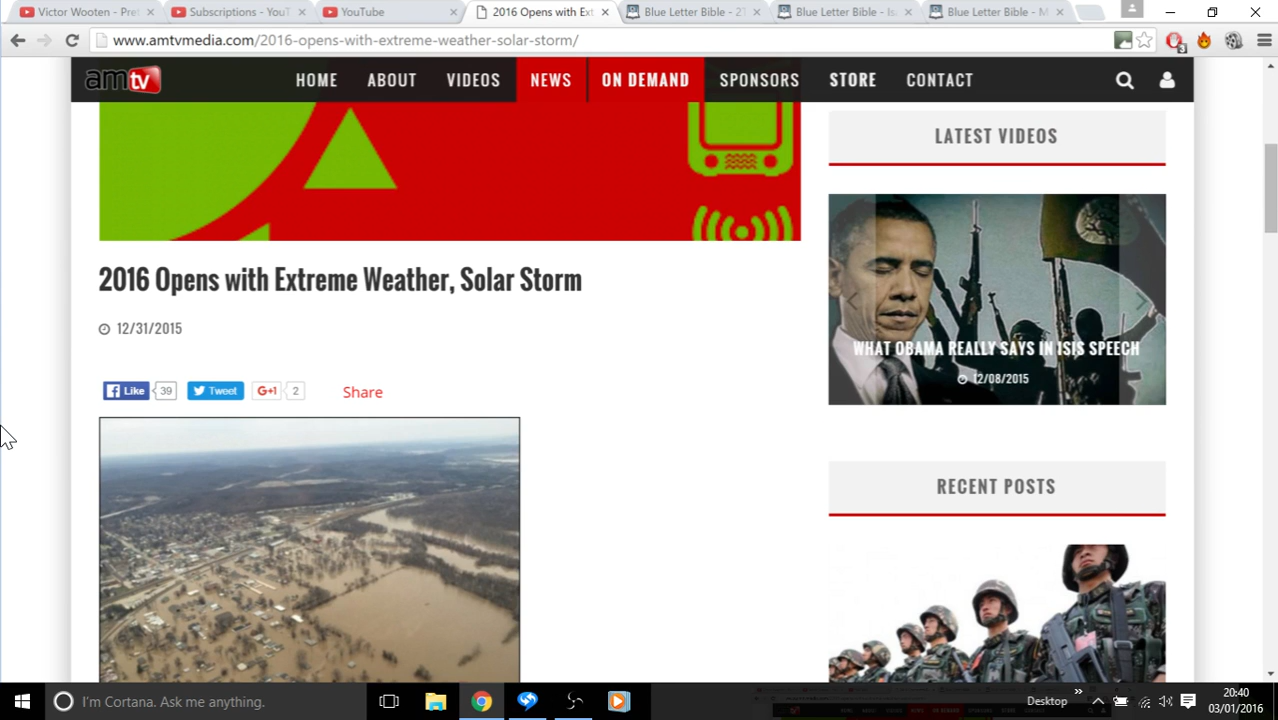 Victor Wooten - Pre
Subscriptions - YouT
YouTube
2016 Opens with Ext
Blue Letter Bible - 2T
Blue Letter Bible - Isa
Blue Letter Bible - M
www.amtvmedia.com/2016-opens-with-extreme-weather-solar-storm/
3
amtv
HOME
ABOUT
VIDEOS
NEWS
ON DEMAND
SPONSORS
STORE
CONTACT
LATEST VIDEOS
2016 Opens with Extreme Weather, Solar Storm
12/31/2015
WHAT OBAMA REALLY SAYS IN ISIS SPEECH
12/08/2015
Like 39
Tweet
G+1 2
Share
RECENT POSTS
I'm Cortana. Ask me anything.
Desktop
20:40
03/01/2016